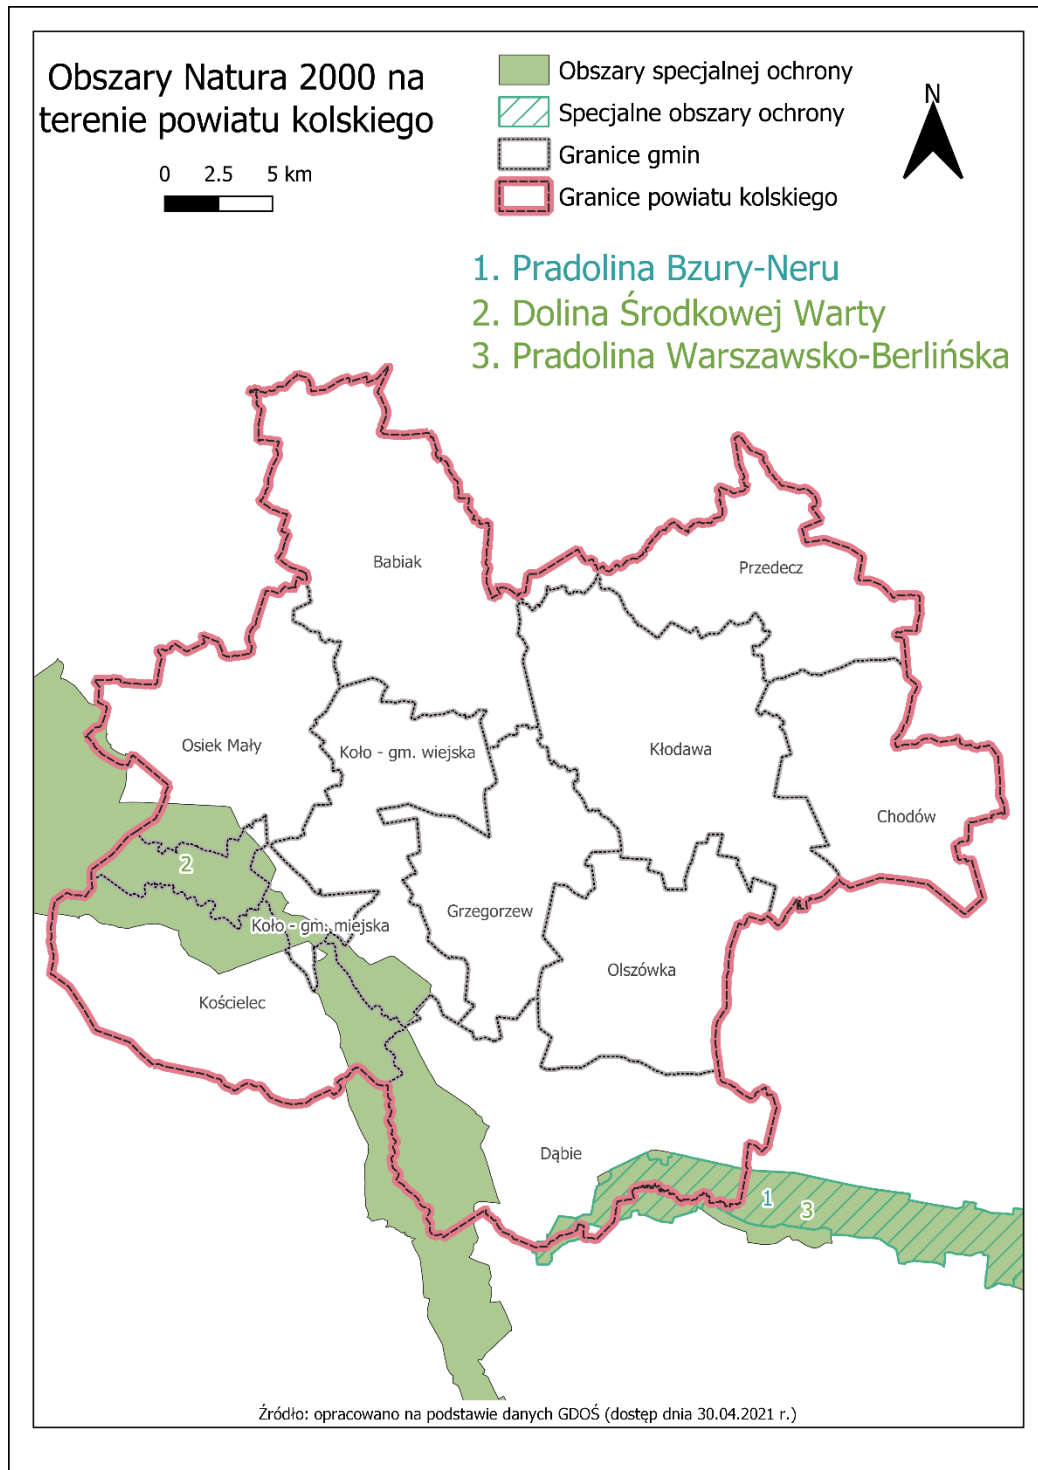 Obszary Natura 2000 na
terenie powiatu kolskiego
0 2.5 5 km
Obszary specjalnej ochrony
Specjalne obszary ochrony
Granice gmin
Granice powiatu kolskiego
N
1. Pradolina Bzury-Neru
2. Dolina Środkowej Warty
3. Pradolina Warszawsko-Berlińska
Babiak
Przedecz
Osiek Mały
Koło - gm. wiejska
Kłodawa
Chodów
2
Grzegorzew
Koło - gm. miejska
Olszówka
Kościelec
Dąbie
1
3
Źródło: opracowano na podstawie danych GDOŚ (dostęp dnia 30.04.2021 r.)